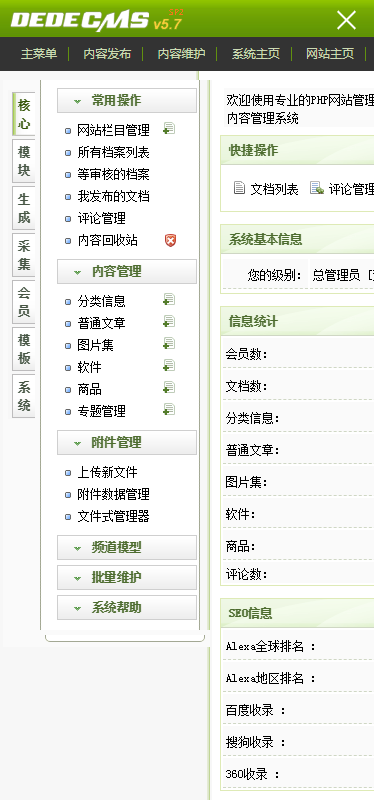 DEDECMS v5.7 SP2
主菜单 内容发布 内容维护 系统主页 网站主页
核心
模块
生成
采集
会员
模板
系统
常用操作
网站栏目管理
所有档案列表
等审核的档案
我发布的文档
评论管理
内容回收站
内容管理
分类信息
普通文章
图片集
软件
商品
专题管理
附件管理
上传新文件
附件数据管理
文件式管理器
频道模型
批量维护
系统帮助
欢迎使用专业的PHP网站管理
内容管理系统
快捷操作
文档列表 评论管理
系统基本信息
您的级别： 总管理员
信息统计
会员数：
文档数：
分类信息：
普通文章：
图片集：
软件：
商品：
评论数：
SEO信息
Alexa全球排名 ：
Alexa地区排名 ：
百度收录 ：
搜狗收录 ：
360收录 ：